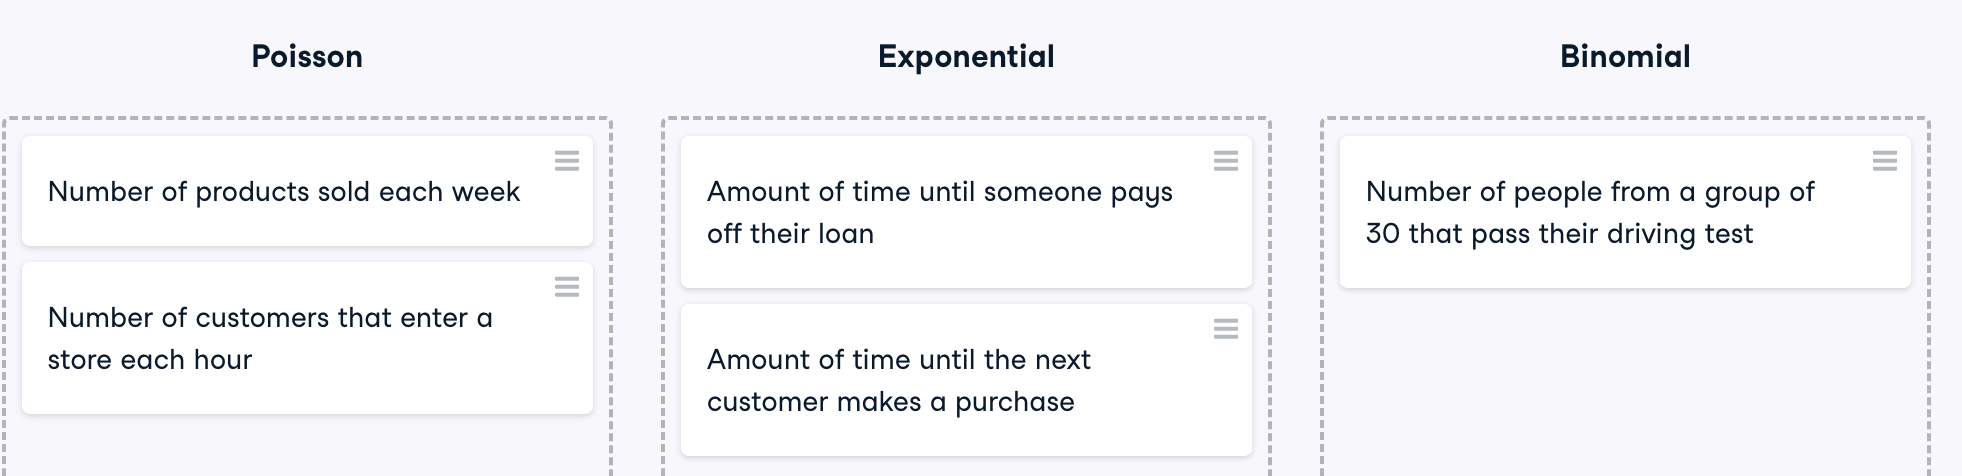 Poisson
Number of products sold each week
Number of customers that enter a
store each hour
Exponential
Amount of time until someone pays
off their loan
Amount of time until the next
customer makes a purchase
Binomial
Number of people from a group of
30 that pass their driving test